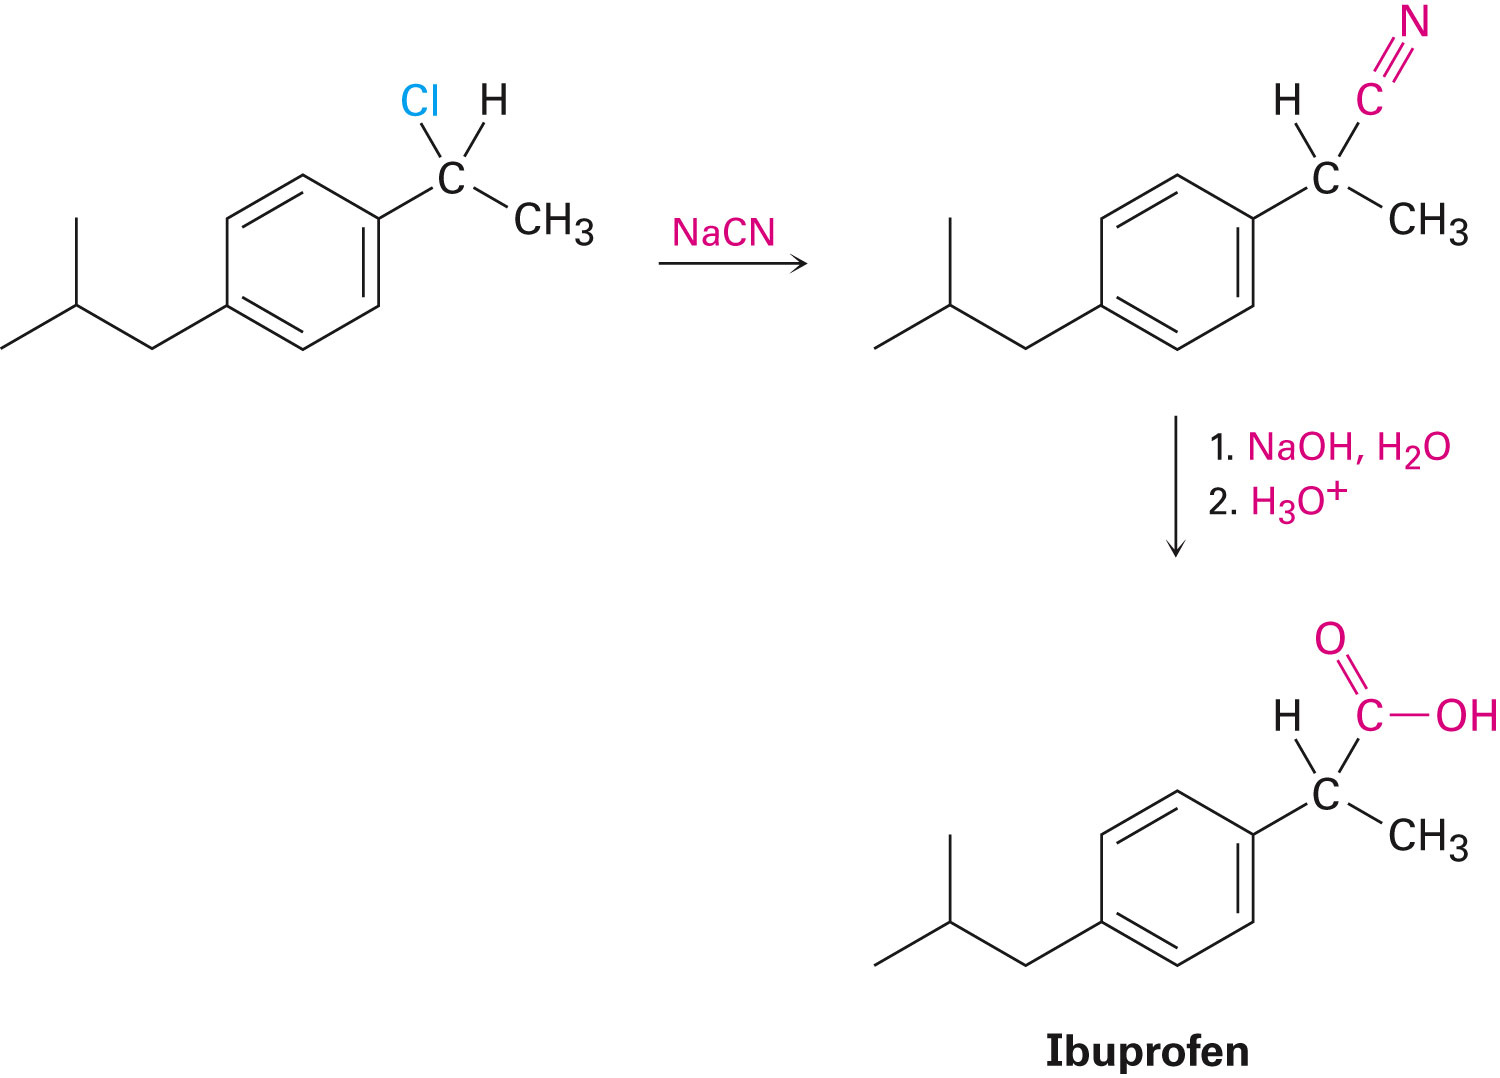 N
Cl H
H C
C
C
CH3
CH3
NaCN
1. NaOH, H2O
2. H3O+
O
H C OH
C
CH3
Ibuprofen